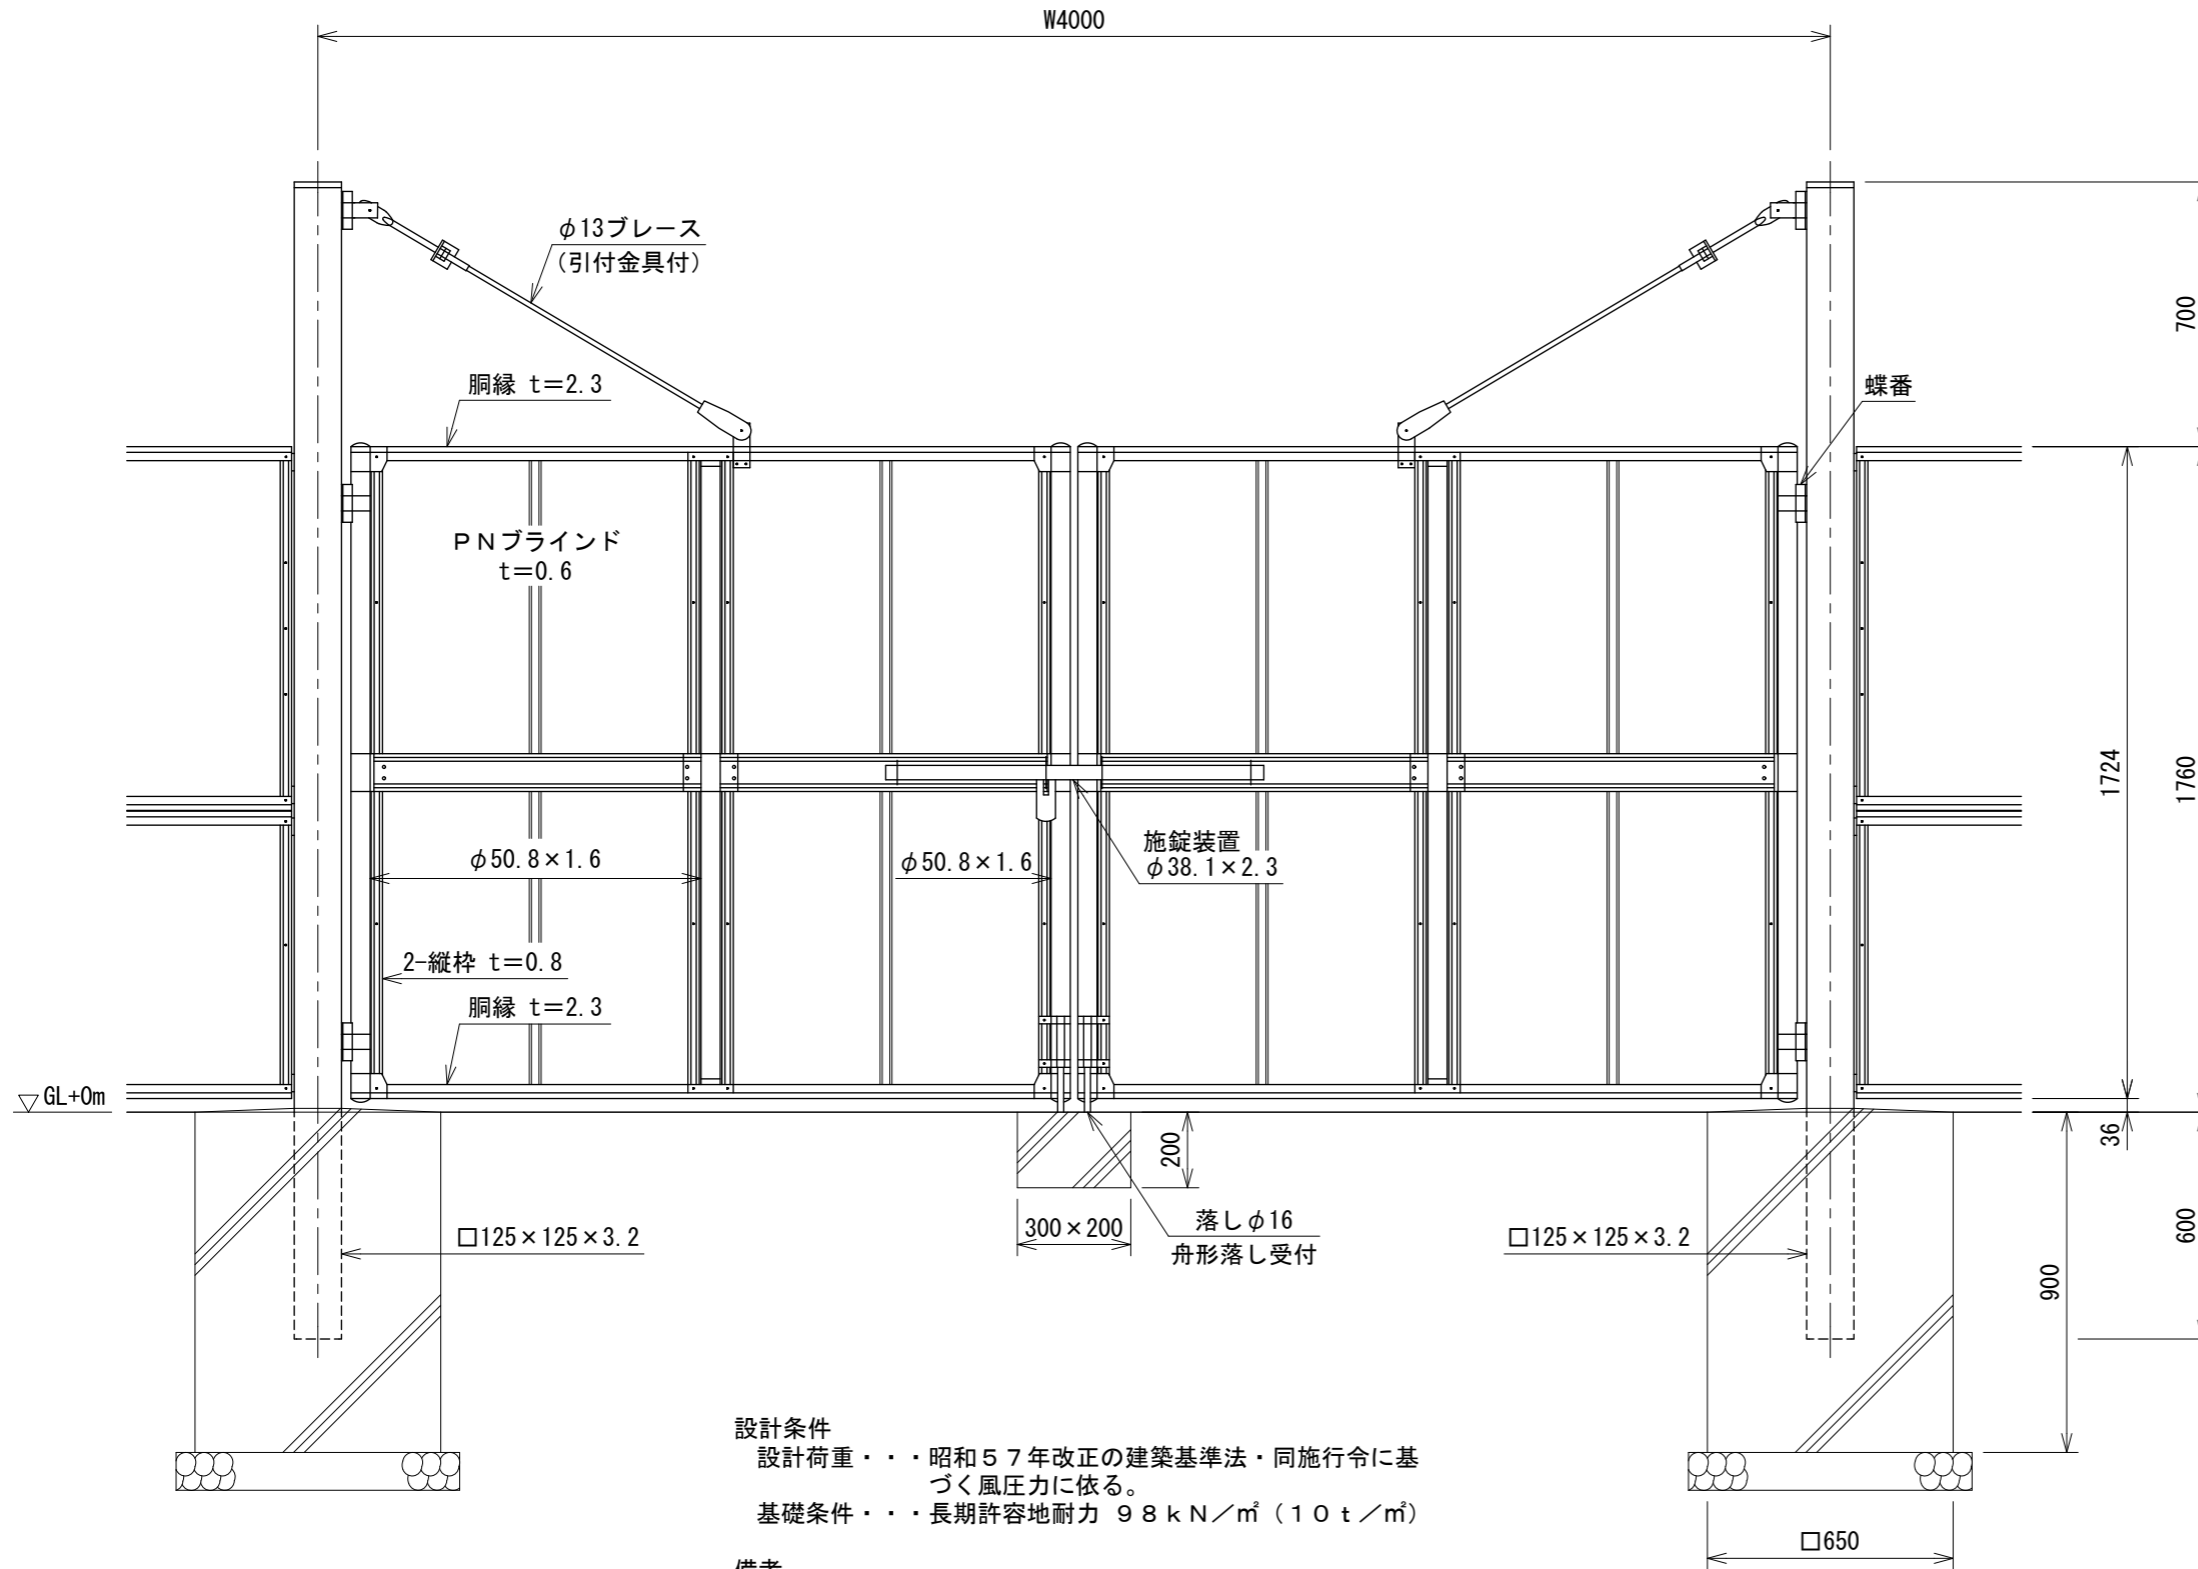 W4000
φ13ブレース
(引付金具付)
700
胴縁 t=2.3
蝶番
PNブラインド
t=0.6
1724
1760
施錠装置
φ38.1×2.3
φ50.8×1.6
φ50.8×1.6
2-縦枠 t=0.8
胴縁 t=2.3
▽ GL+0m
36
200
300×200
落しφ16
舟形落し受付
□125×125×3.2
□125×125×3.2
600
900
設計条件
設計荷重・・・昭和57年改正の建築基準法・同施行令に基
づく風圧力に依る。
基礎条件・・・長期許容地耐力 98kN/㎡(10t/㎡)
□650
備考